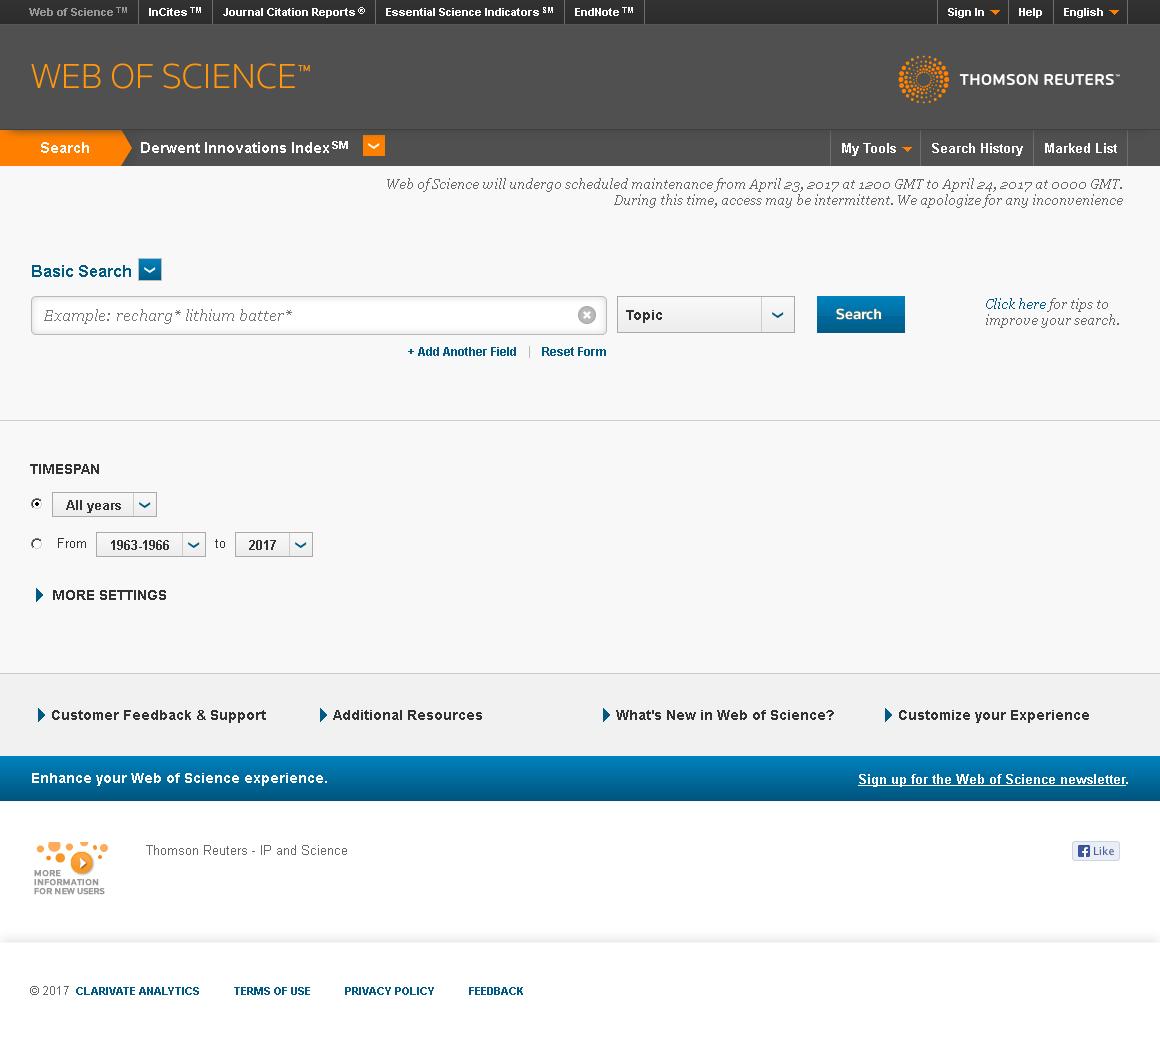 Web of Science ™ InCites ™ Journal Citation Reports ® Essential Science Indicators ℠ EndNote ™ Sign In Help English
WEB OF SCIENCE™
THOMSON REUTERS™
Search Derwent Innovations Index℠ My Tools Search History Marked List
Web of Science will undergo scheduled maintenance from April 23, 2017 at 1200 GMT to April 24, 2017 at 0000 GMT.
During this time, access may be intermittent. We apologize for any inconvenience
Basic Search
Example: recharg* lithium batter* Topic Search
Click here for tips to
improve your search.
+ Add Another Field | Reset Form
TIMESPAN
All years
From 1963-1966 to 2017
MORE SETTINGS
Customer Feedback & Support Additional Resources What's New in Web of Science? Customize your Experience
Enhance your Web of Science experience. Sign up for the Web of Science newsletter.
MORE
INFORMATION
FOR NEW USERS
Thomson Reuters - IP and Science
Like
© 2017 CLARIVATE ANALYTICS TERMS OF USE PRIVACY POLICY FEEDBACK